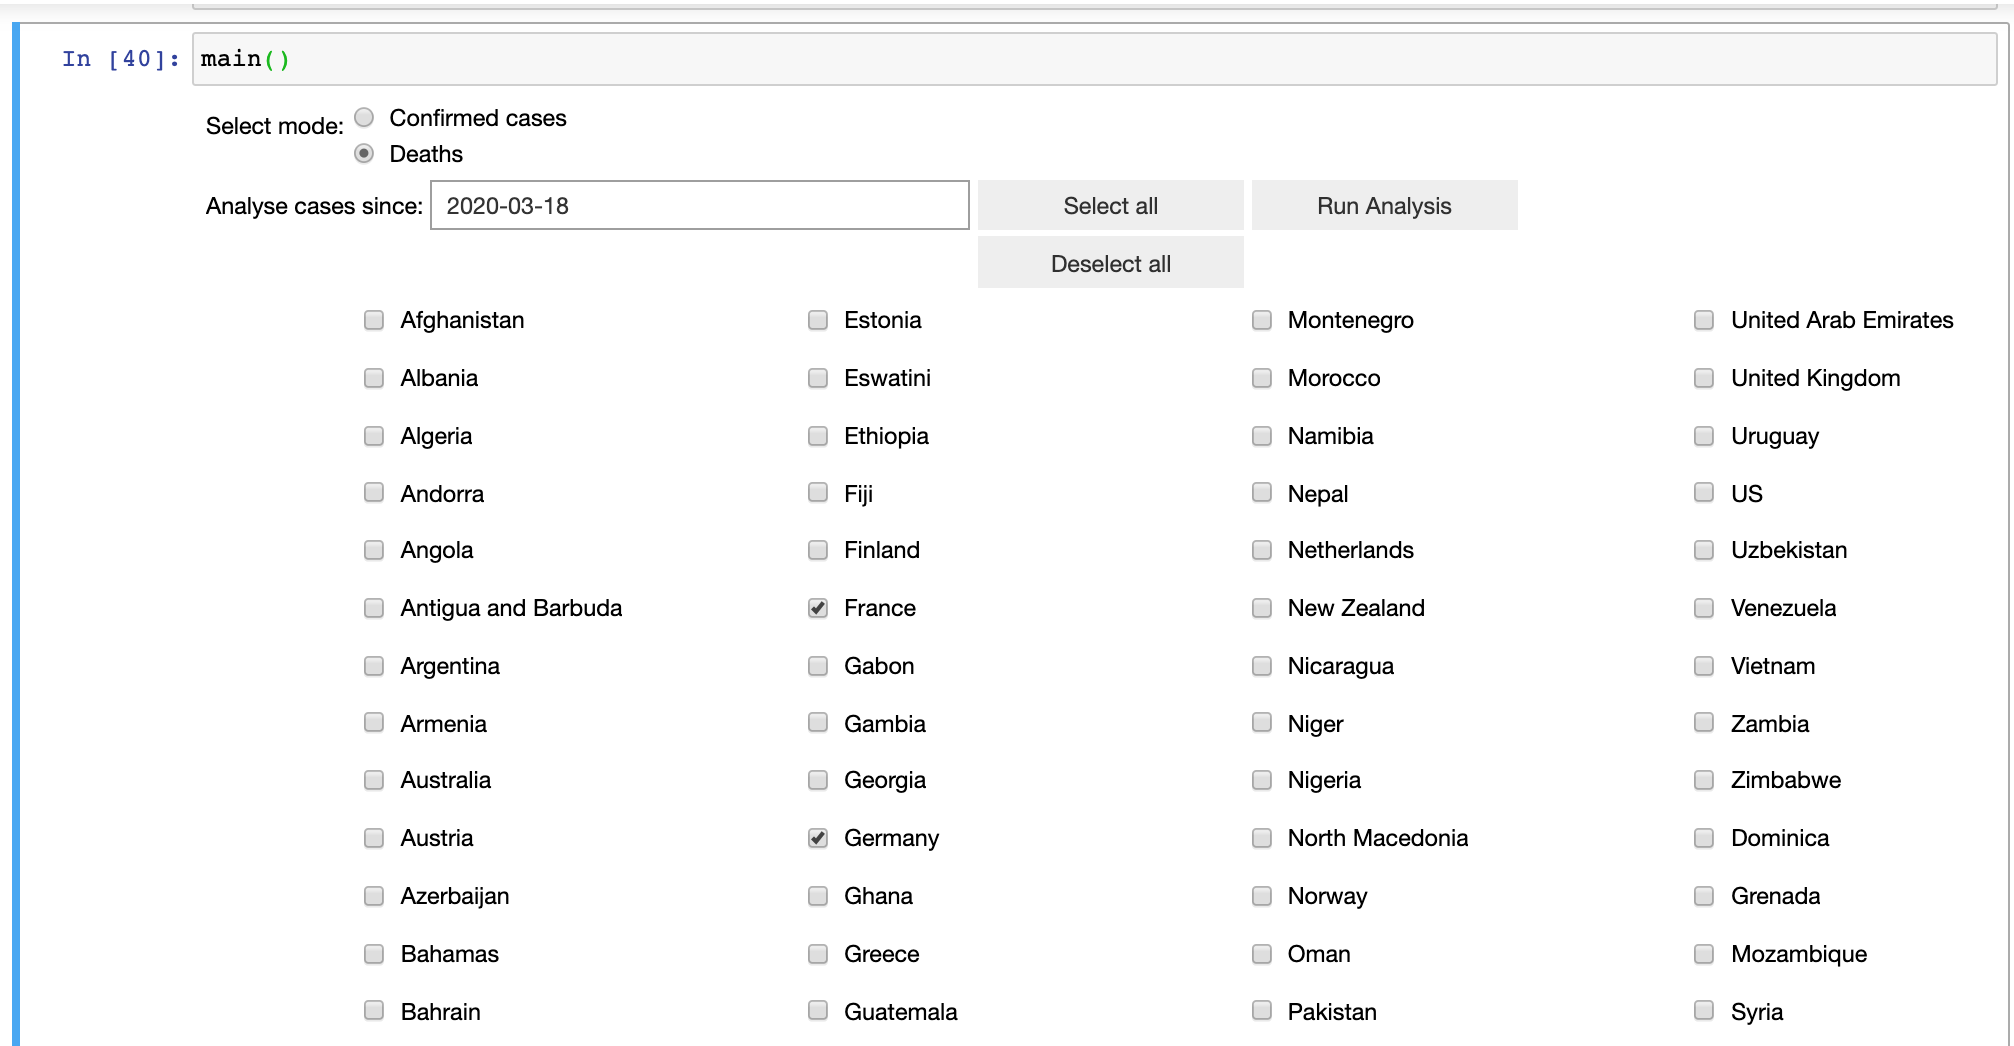 In [40]: main()
Select mode: Confirmed cases
Deaths
Analyse cases since: 2020-03-18 Select all Run Analysis
Deselect all
Afghanistan Estonia Montenegro United Arab Emirates
Albania Eswatini Morocco United Kingdom
Algeria Ethiopia Namibia Uruguay
Andorra Fiji Nepal US
Angola Finland Netherlands Uzbekistan
Antigua and Barbuda France New Zealand Venezuela
Argentina Gabon Nicaragua Vietnam
Armenia Gambia Niger Zambia
Australia Georgia Nigeria Zimbabwe
Austria Germany North Macedonia Dominica
Azerbaijan Ghana Norway Grenada
Bahamas Greece Oman Mozambique
Bahrain Guatemala Pakistan Syria